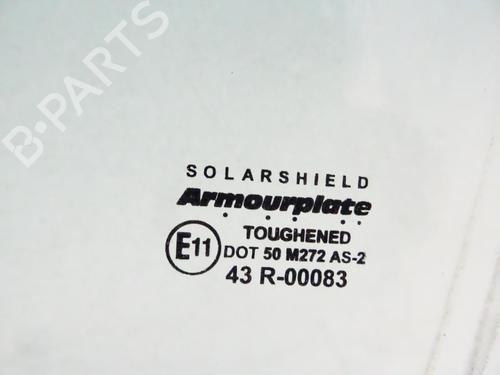 B-PARTS
SOLARSHIELD
Armourplate
TOUGHENED
E11
DOT 50 M272 AS-2
43 R-00083